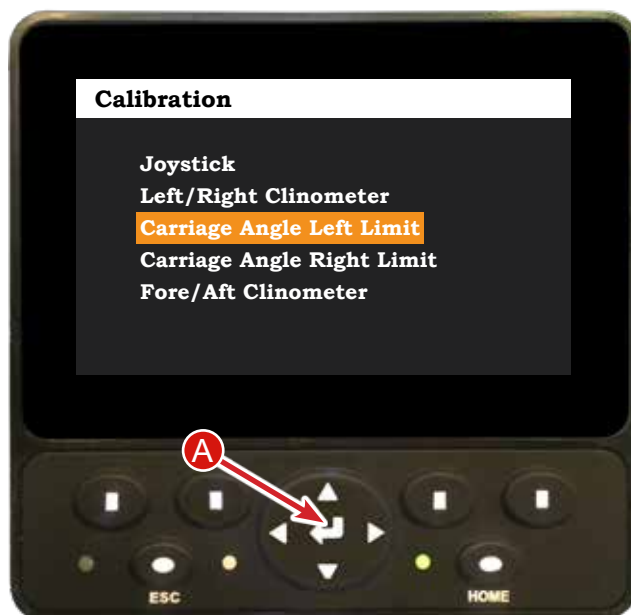 Calibration
Joystick
Left/Right Clinometer
Carriage Angle Left Limit
Carriage Angle Right Limit
Fore/Aft Clinometer
A
ESC
HOME